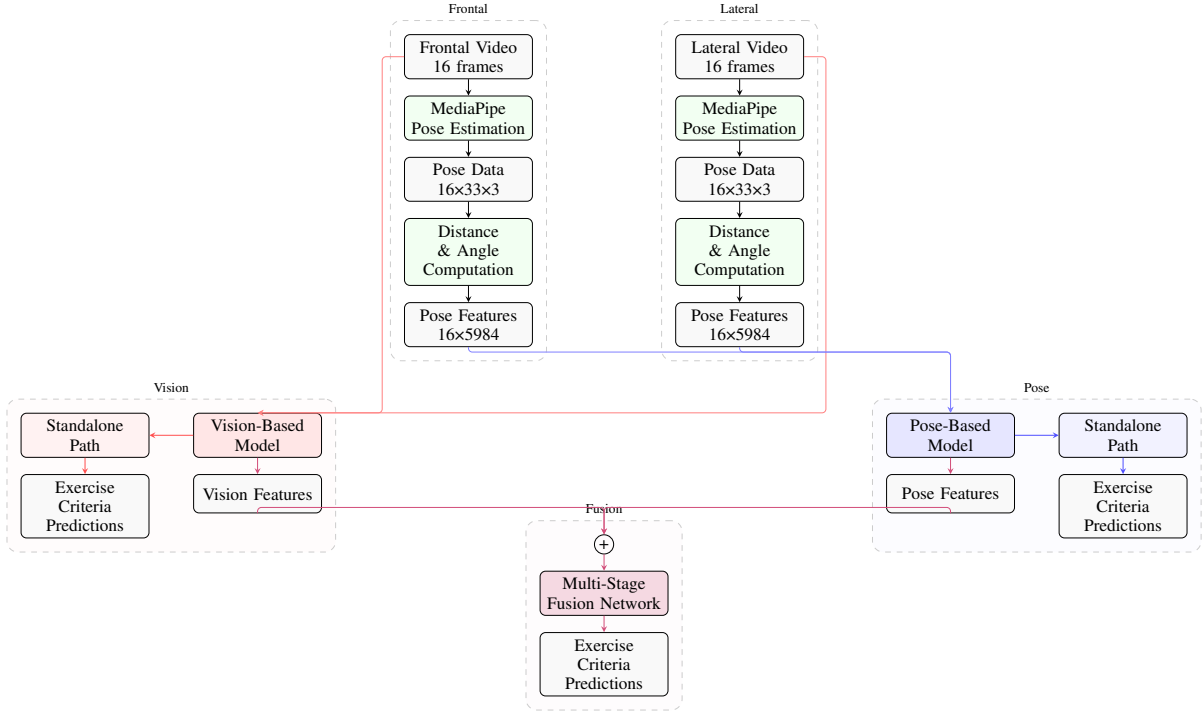 Frontal
Frontal Video
16 frames
MediaPipe
Pose Estimation
Pose Data
16×33×3
Distance
& Angle
Computation
Pose Features
16×5984
Lateral
Lateral Video
16 frames
MediaPipe
Pose Estimation
Pose Data
16×33×3
Distance
& Angle
Computation
Pose Features
16×5984
Vision
Standalone
Path
Exercise
Criteria
Predictions
Vision-Based
Model
Vision Features
Pose
Pose-Based
Model
Pose Features
Standalone
Path
Exercise
Criteria
Predictions
Fusion
+
Multi-Stage
Fusion Network
Exercise
Criteria
Predictions